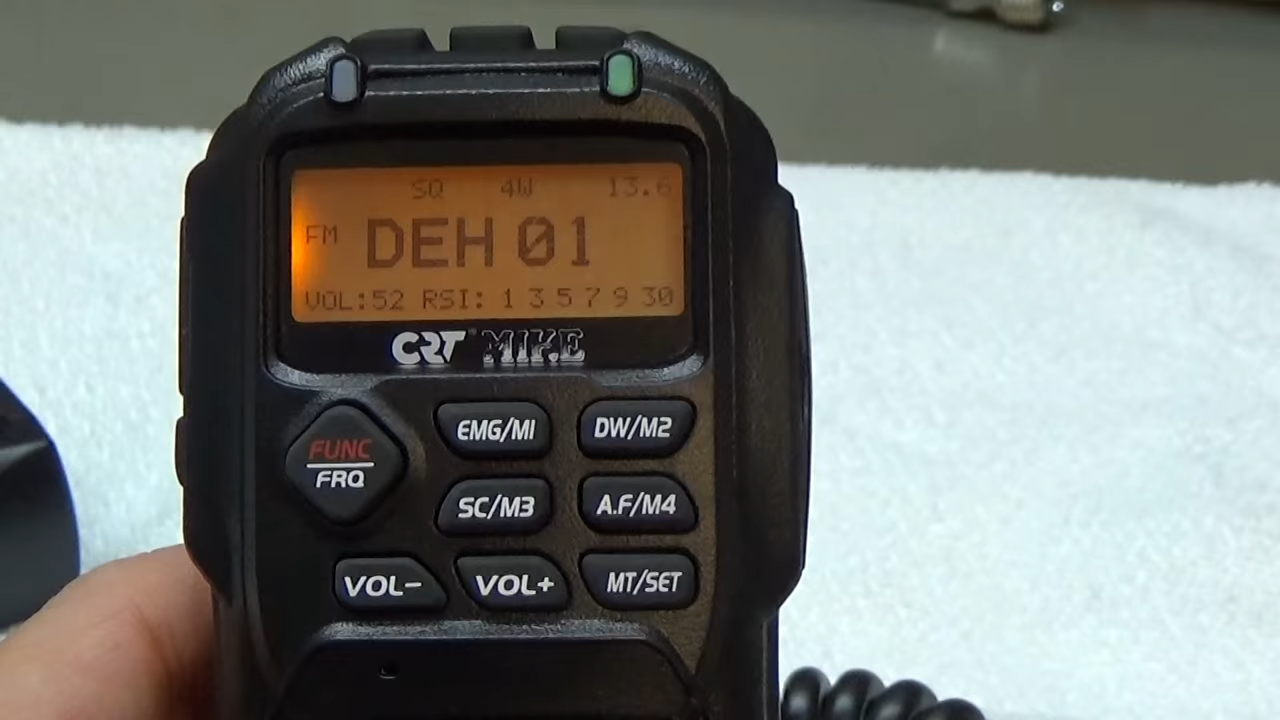 SQ 4W 13.6
FM DEH 01
VOL:52 RSI: 1 3 5 7 9 30
CRT MIKE
FUNC
FRQ
EMG/M1 DW/M2
SC/M3 A.F/M4
VOL- VOL+ MT/SET